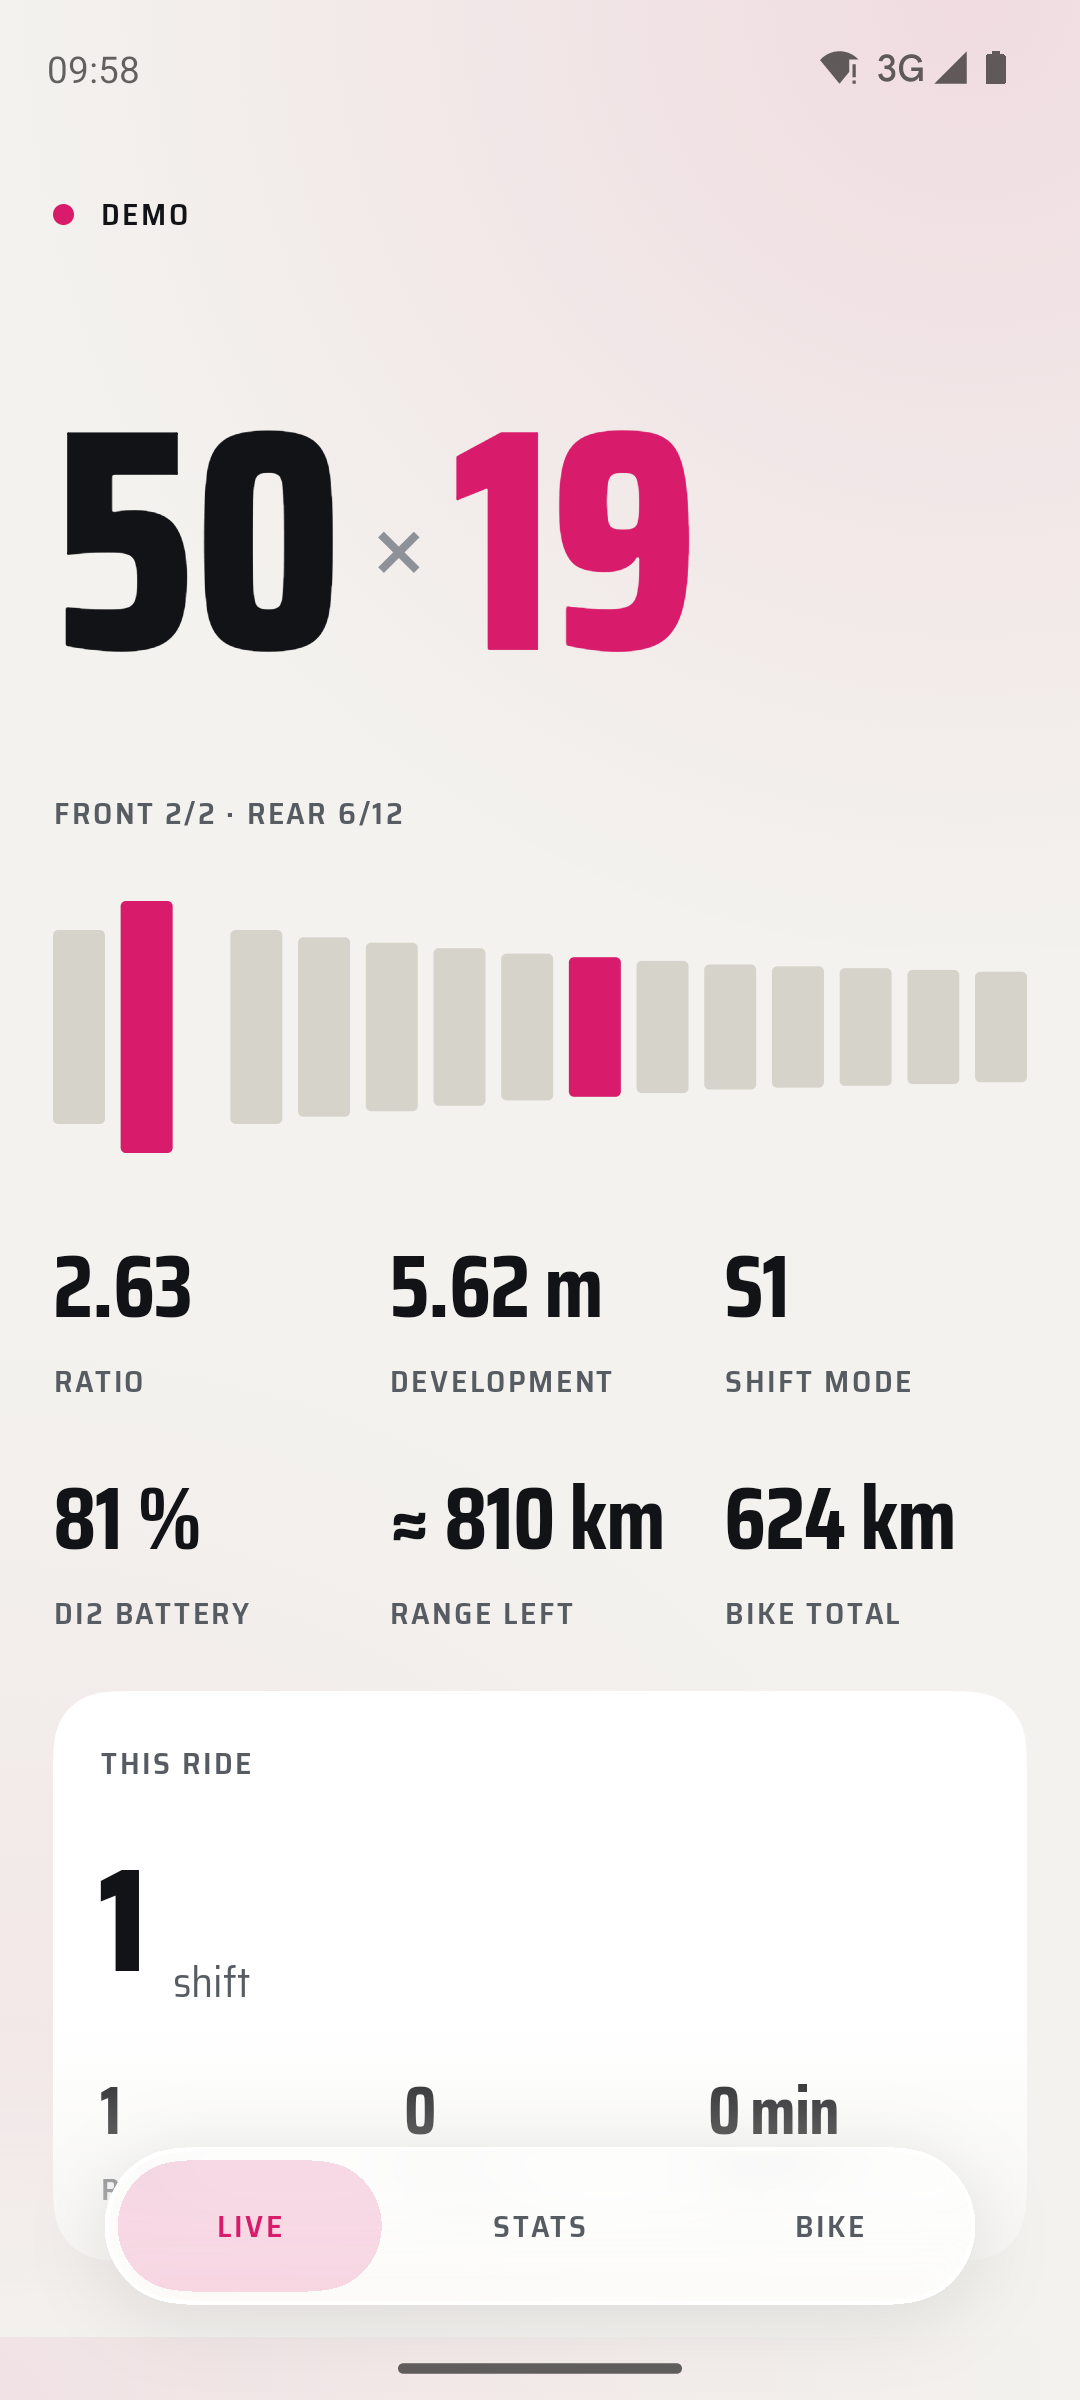 09:58 3G
DEMO
50 × 19
FRONT 2/2 · REAR 6/12
2.63 5.62 m S1
RATIO DEVELOPMENT SHIFT MODE
81 % ≈ 810 km 624 km
DI2 BATTERY RANGE LEFT BIKE TOTAL
THIS RIDE
1 shift
1 0 0 min
LIVE STATS BIKE